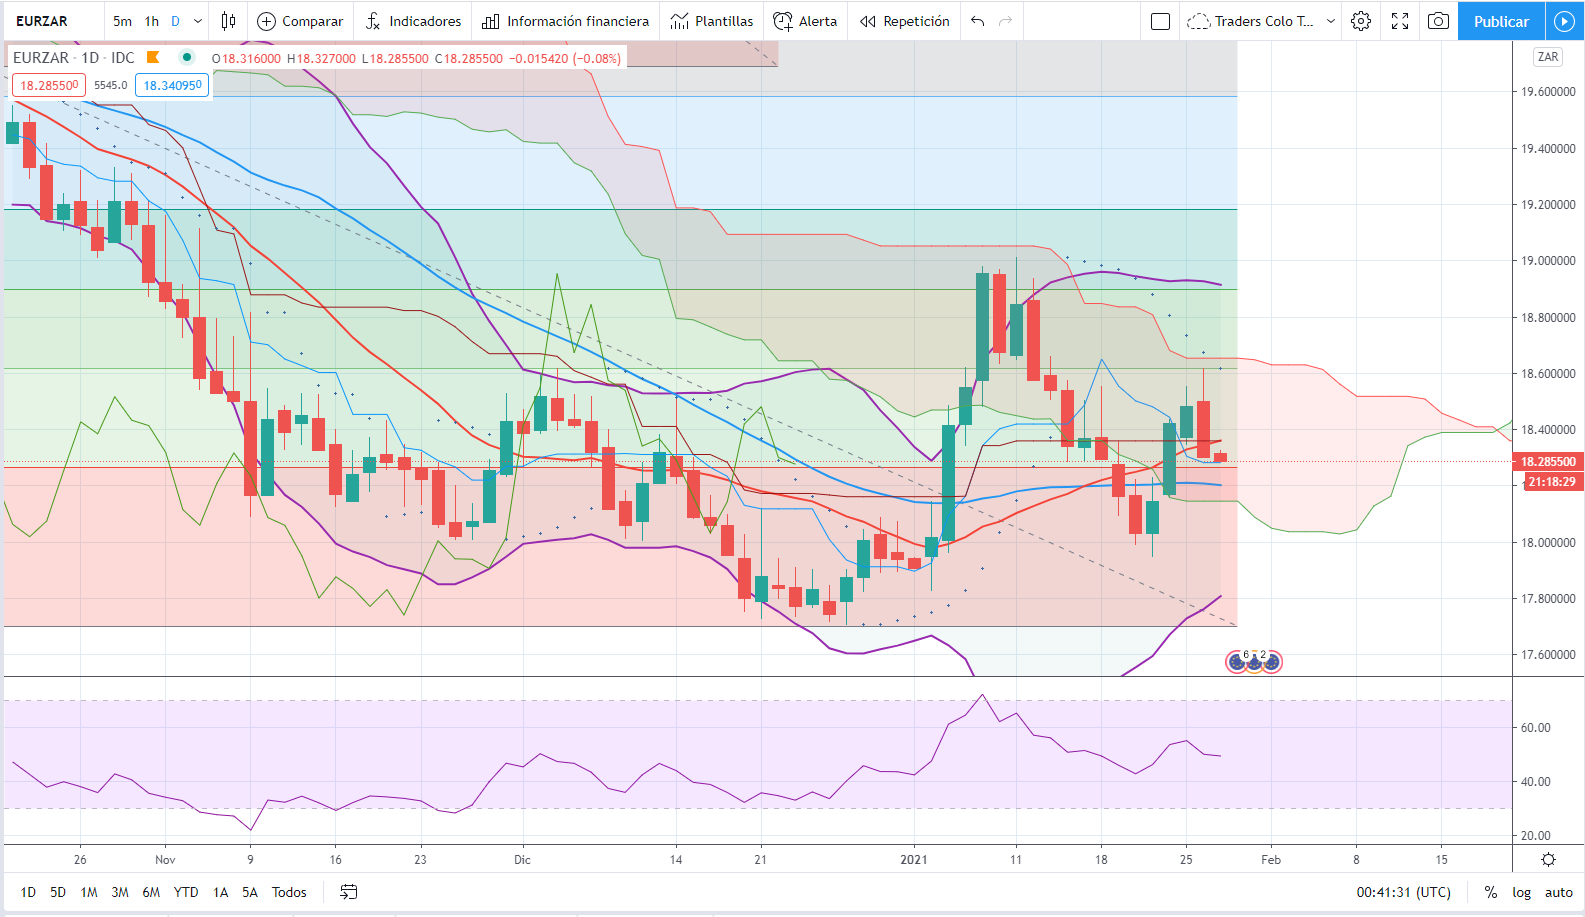 EURZAR 5m 1h D Comparar Indicadores Información financiera Plantillas Alerta Repetición Traders Colo T... Publicar
EURZAR · 1D · IDC O18.316000 H18.327000 L18.285500 C18.285500 −0.015420 (−0.08%)
ZAR
18.285500 5545.0 18.340950
19.600000
19.400000
19.200000
19.000000
18.800000
18.600000
18.400000
18.285500
21:18:29
18.000000
17.800000
17.600000
6 2
60.00
40.00
20.00
26 Nov 9 16 23 Dic 14 21 2021 11 18 25 Feb 8 15
1D 5D 1M 3M 6M YTD 1A 5A Todos 00:41:31 (UTC) % log auto